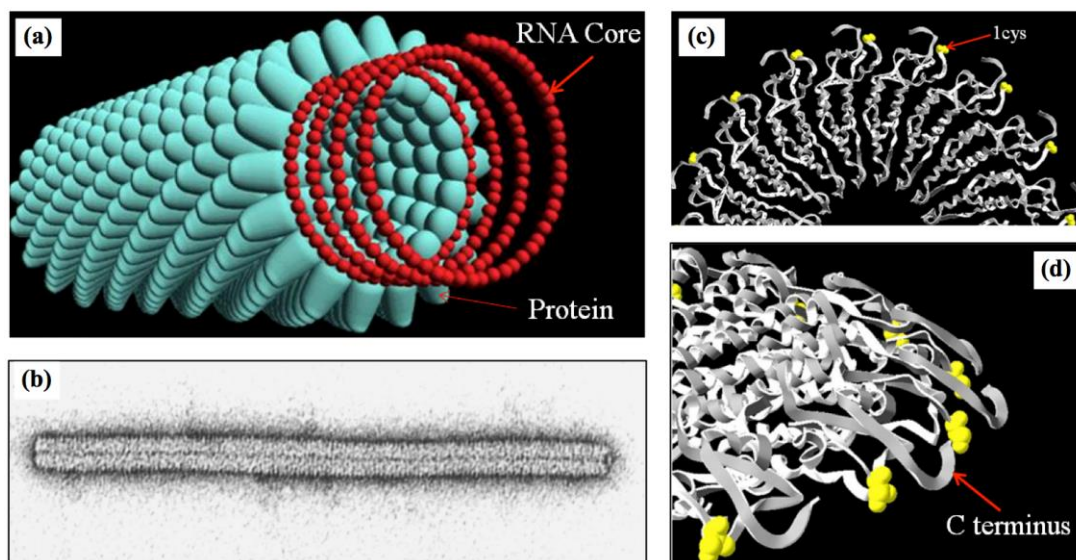 (a)
RNA Core
Protein
(b)
(c)
1cys
(d)
C terminus